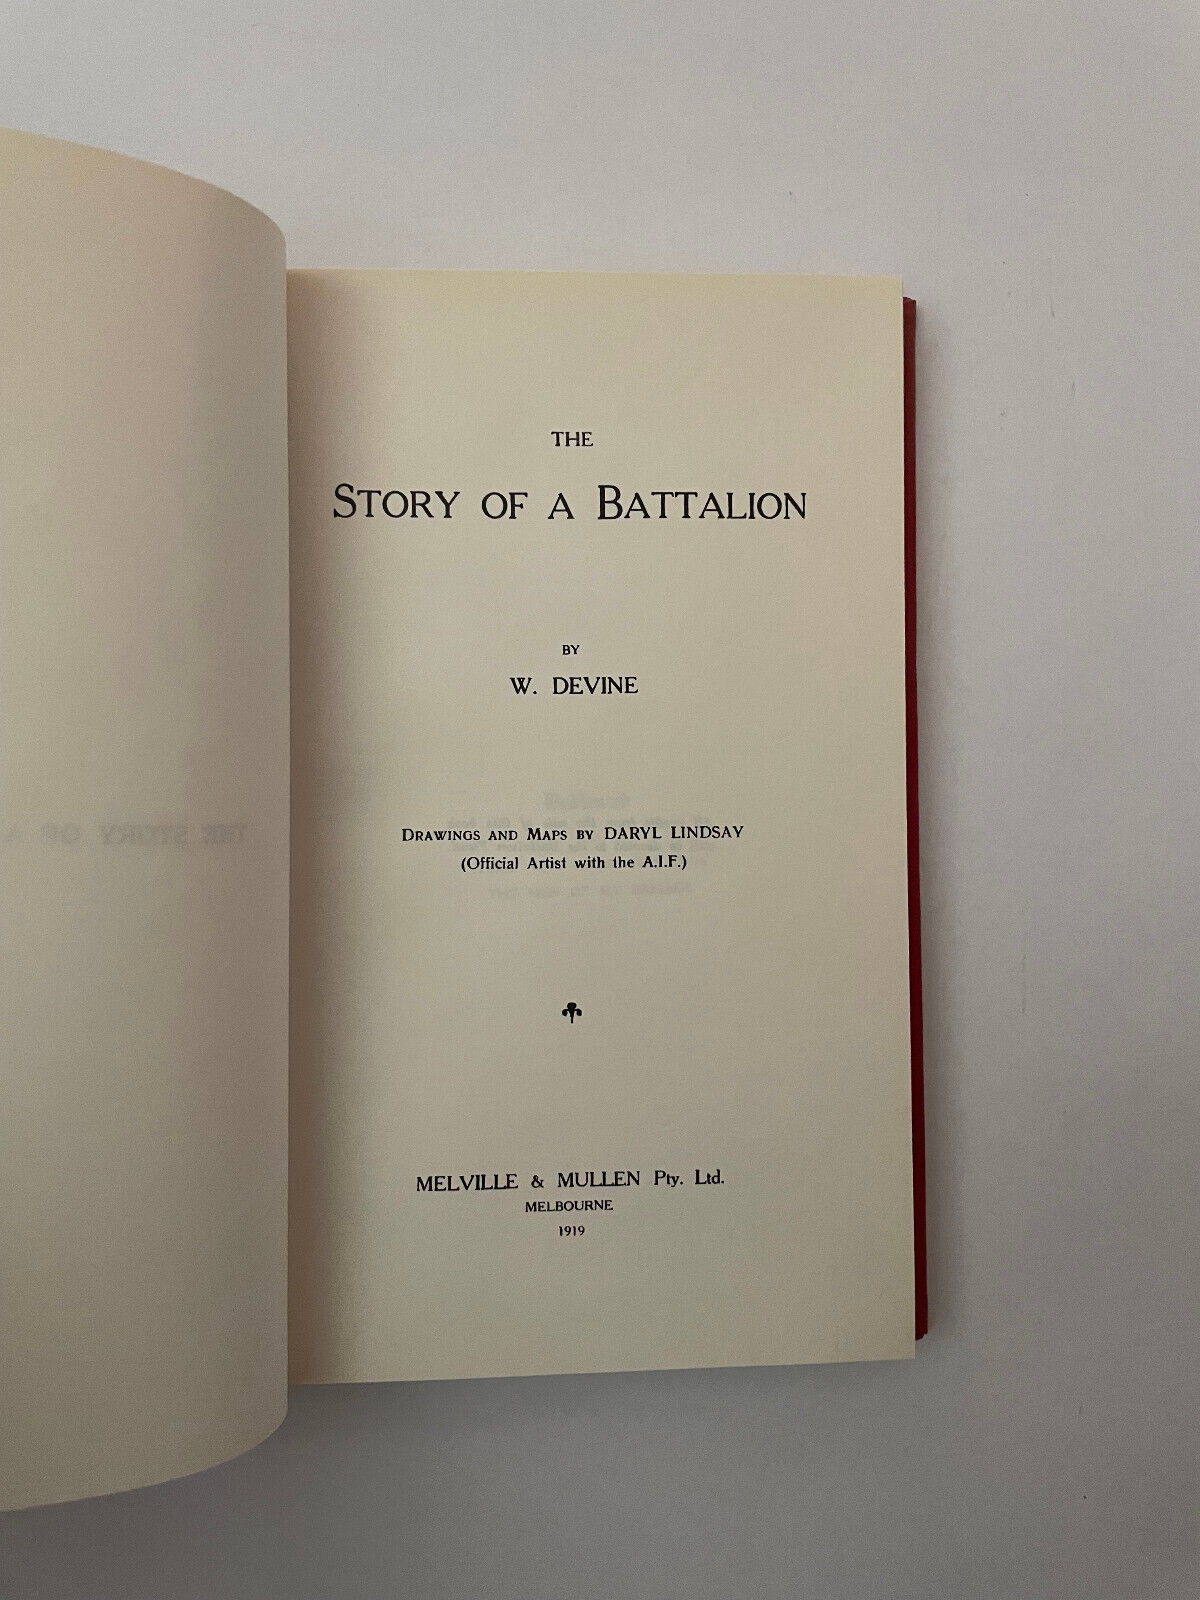 THE
STORY OF A BATTALION
BY
W. DEVINE
DRAWINGS AND MAPS BY DARYL LINDSAY
(Official Artist with the A.I.F.)
MELVILLE & MULLEN Pty. Ltd.
MELBOURNE
1919